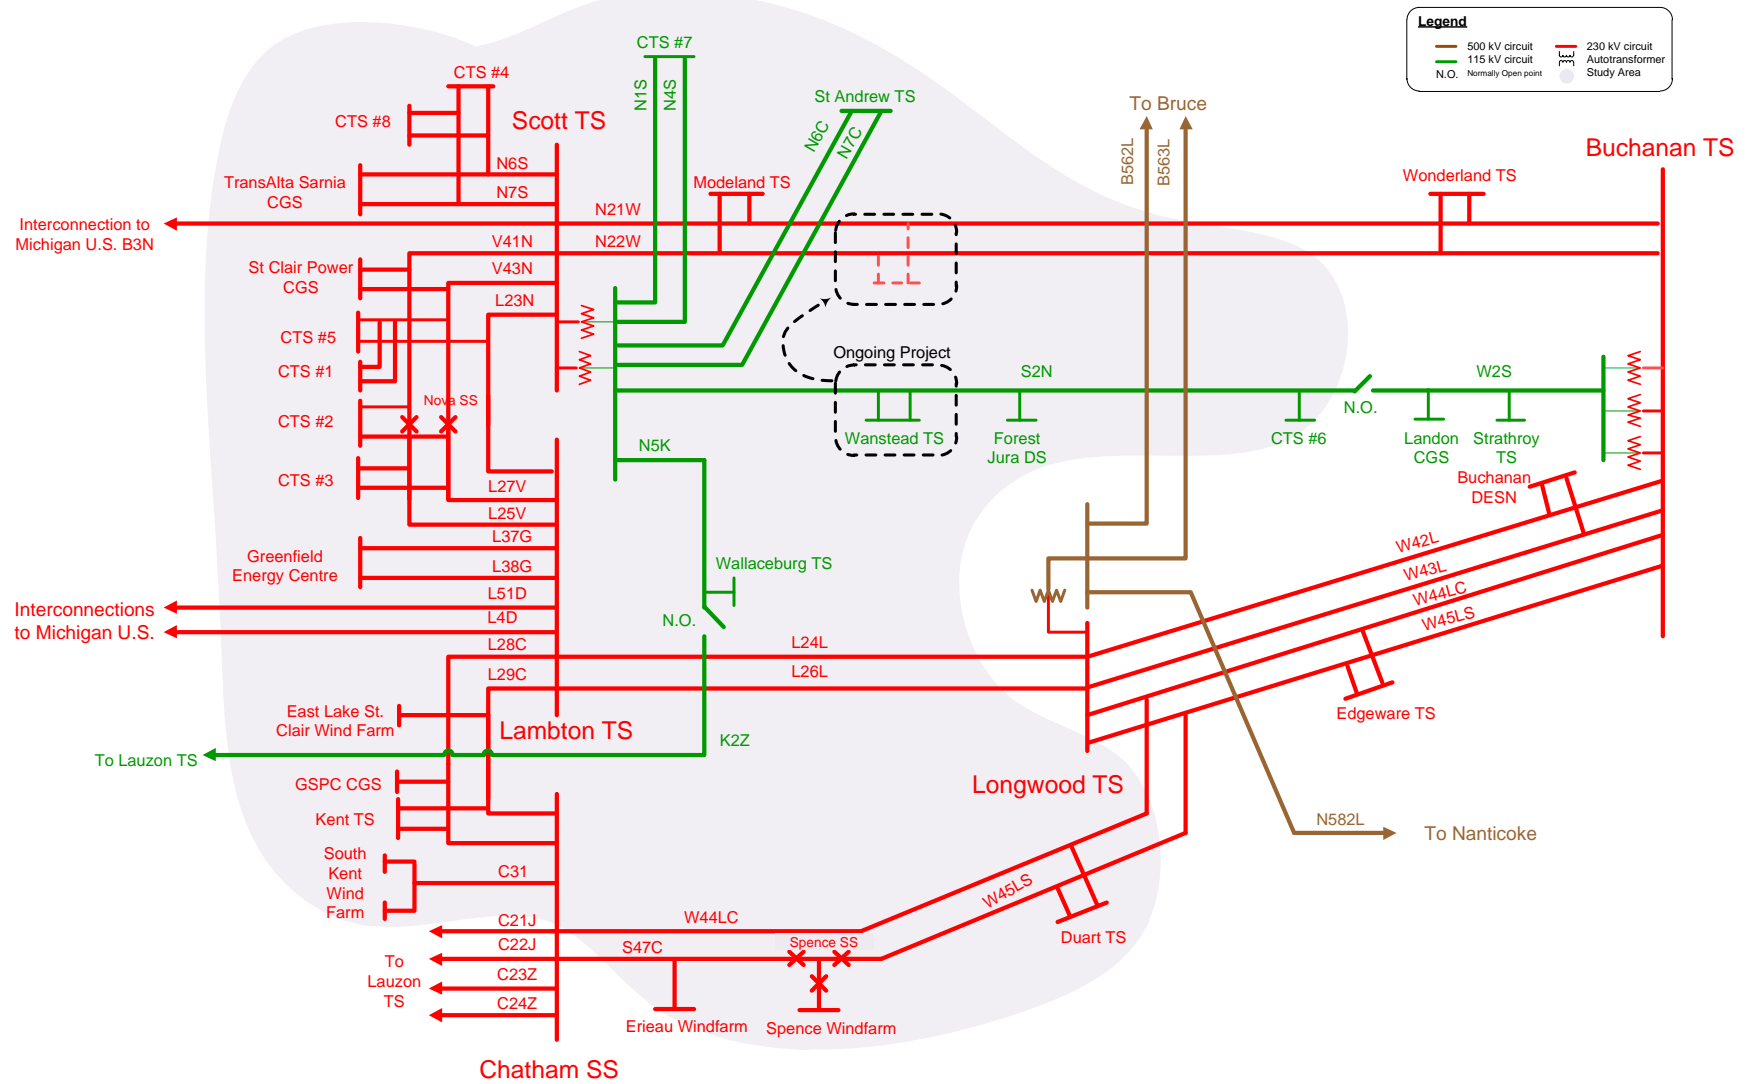 Legend
500 kV circuit
230 kV circuit
115 kV circuit
Autotransformer
N.O.
Normally Open point
Study Area
CTS #7
CTS #4
N1S
N4S
St Andrew TS
To Bruce
CTS #8
Scott TS
N6C
N7C
B562L
B563L
Buchanan TS
N6S
TransAlta Sarnia
CGS
N7S
Modeland TS
Wonderland TS
Interconnection to
Michigan U.S. B3N
N21W
V41N
N22W
St Clair Power
CGS
V43N
L23N
CTS #5
CTS #1
Ongoing Project
S2N
W2S
Nova SS
CTS #2
N.O.
Wanstead TS
Forest
Jura DS
CTS #6
Landon
CGS
Strathroy
TS
N5K
CTS #3
Buchanan
DESN
L27V
L25V
L37G
Greenfield
Energy Centre
L38G
Wallaceburg TS
W42L
W43L
W44LC
W45LS
Interconnections
to Michigan U.S.
L51D
L4D
N.O.
L28C
L24L
L29C
L26L
East Lake St.
Clair Wind Farm
Lambton TS
K2Z
Edgeware TS
To Lauzon TS
GSPC CGS
Longwood TS
Kent TS
N582L
To Nanticoke
South
Kent
Wind
Farm
C31
W45LS
C21J
W44LC
C22J
S47C
Spence SS
Duart TS
To
Lauzon
TS
C23Z
C24Z
Erieau Windfarm
Spence Windfarm
Chatham SS